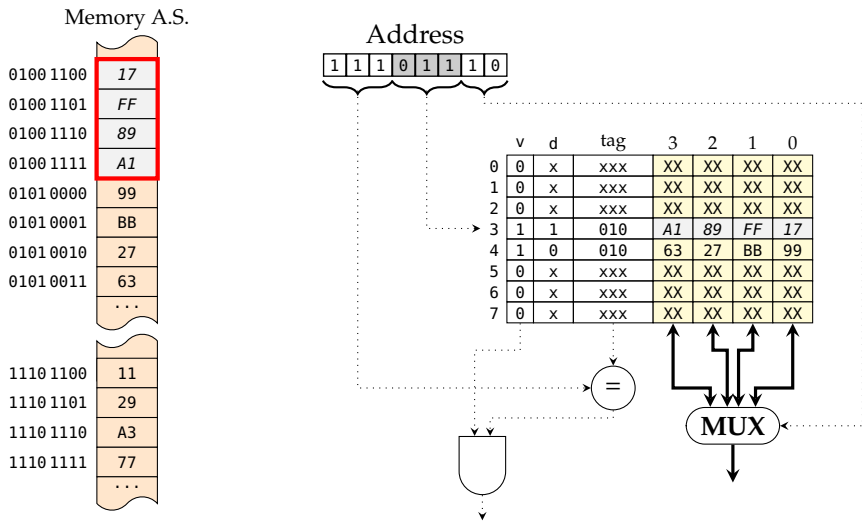 Memory A.S.
0100 1100 17
0100 1101 FF
0100 1110 89
0100 1111 A1
0101 0000 99
0101 0001 BB
0101 0010 27
0101 0011 63
...
1110 1100 11
1110 1101 29
1110 1110 A3
1110 1111 77
...
Address
1 1 1 0 1 1 1 0
v d tag 3 2 1 0
0 0 x xxx XX XX XX XX
1 0 x xxx XX XX XX XX
2 0 x xxx XX XX XX XX
3 1 1 010 A1 89 FF 17
4 1 0 010 63 27 BB 99
5 0 x xxx XX XX XX XX
6 0 x xxx XX XX XX XX
7 0 x xxx XX XX XX XX
=
MUX